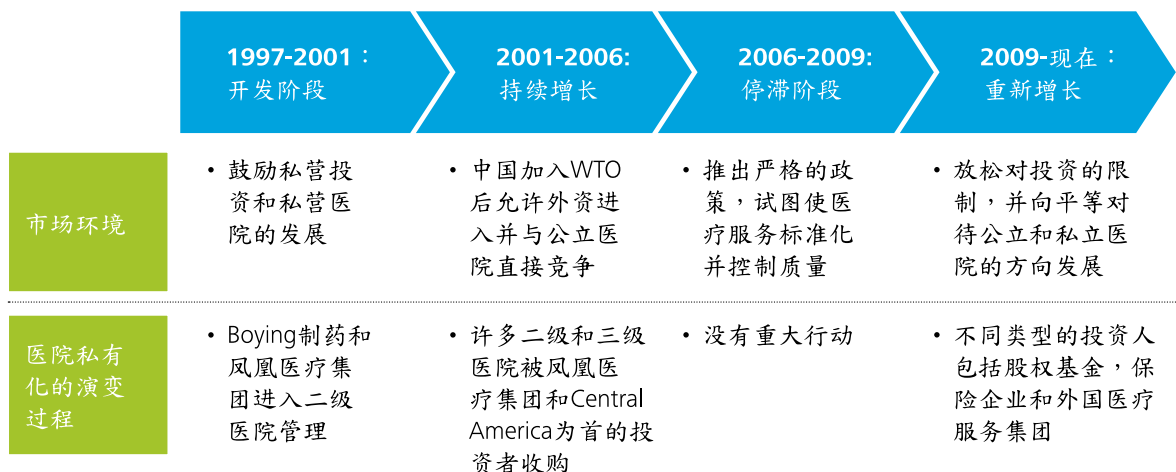 1997-2001：
开发阶段
2001-2006:
持续增长
2006-2009:
停滞阶段
2009-现在：
重新增长
市场环境
• 鼓励私营投
资和私营医
院的发展
• 中国加入WTO
后允许外资进
入并与公立医
院直接竞争
• 推出严格的政
策，试图使医
疗服务标准化
并控制质量
• 放松对投资的限
制，并向平等对
待公立和私立医
院的方向发展
医院私有
化的演变
过程
• Boying制药和
凤凰医疗集
团进入二级
医院管理
• 许多二级和三级
医院被凤凰医
疗集团和Central
America为首的投
资者收购
• 没有重大行动
• 不同类型的投资人
包括股权基金，保
险企业和外国医疗
服务集团